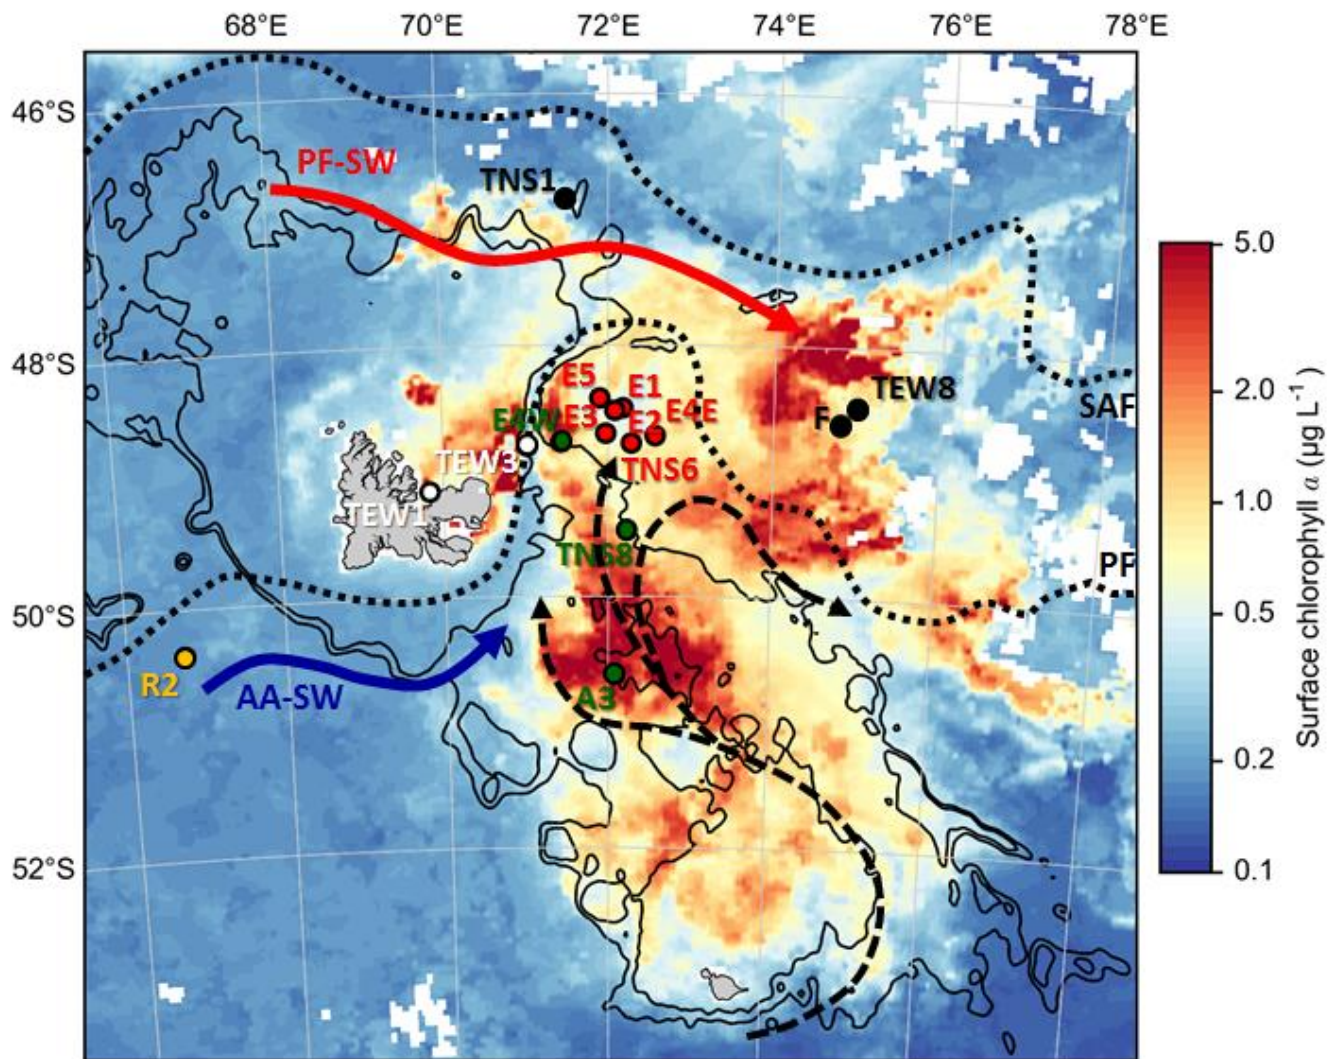 68°E 70°E 72°E 74°E 76°E 78°E
46°S
PF-SW
TNS1
48°S
E5
E1
TEW8
SAF
E4W
E3
E2
E4E
F
TEW3
TNS6
TEW1
TNS8
PF
50°S
R2
AA-SW
A3
52°S
5.0
2.0
1.0
0.5
0.2
0.1
Surface chlorophyll a (µg L⁻¹)